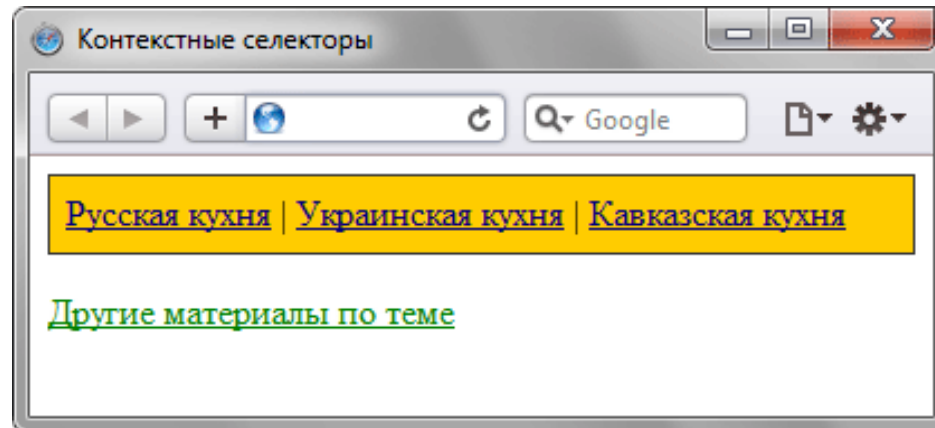 Контекстные селекторы
Google
Русская кухня | Украинская кухня | Кавказская кухня
Другие материалы по теме